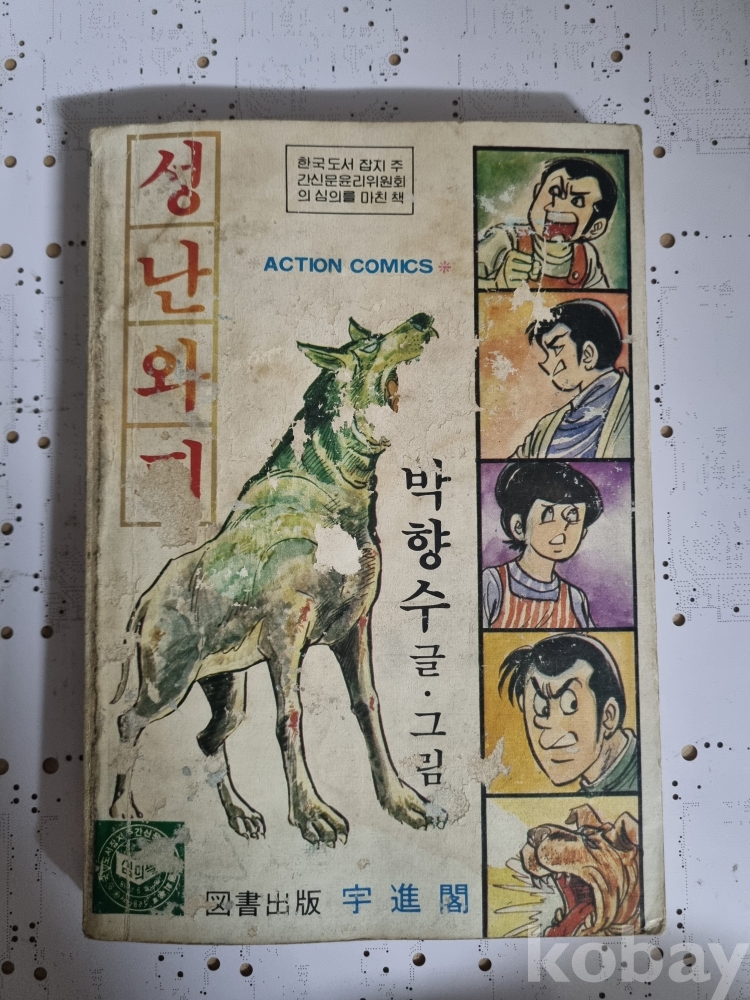 성난와
한국도서 잡지 주
간신문윤리위원회
의 심의를 마친 책
ACTION COMICS
박향수 글·그림
図書出版 宇進閣
kobay